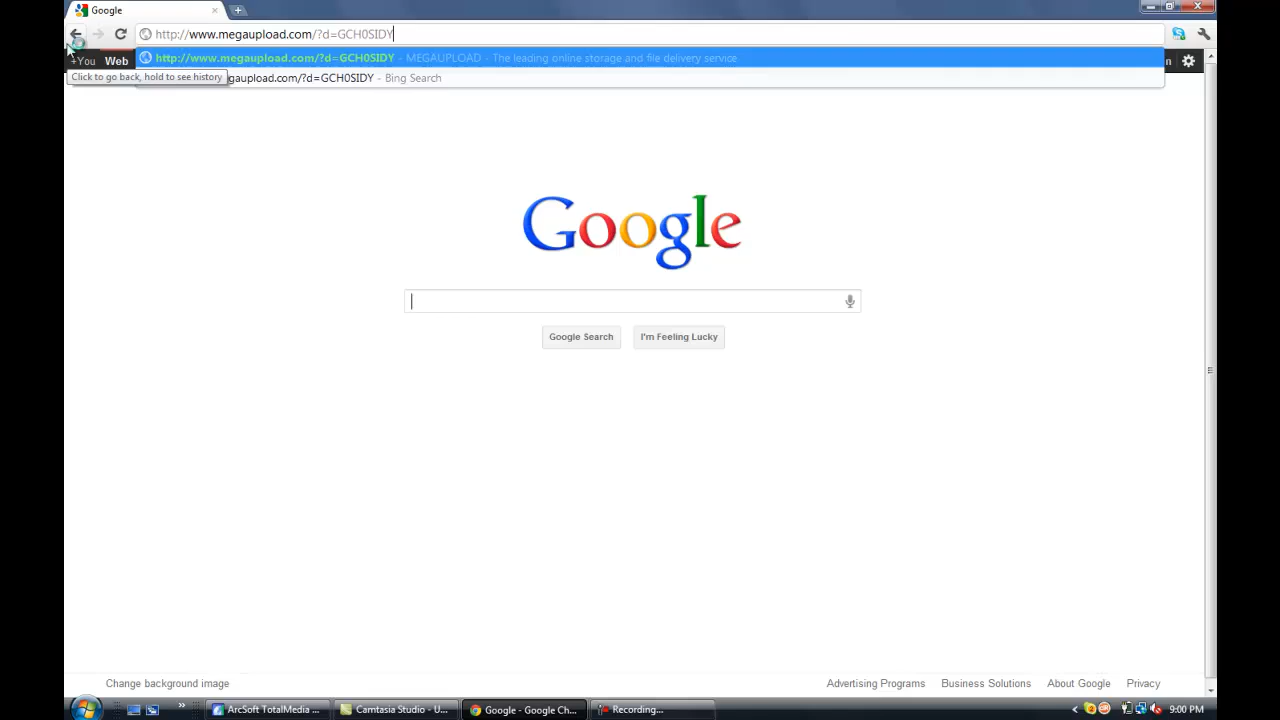 Google
http://www.megaupload.com/?d=GCH0SIDY
http://www.megaupload.com/?d=GCH0SIDY - MEGAUPLOAD - The leading online storage and file delivery service
+You Web
Click to go back, hold to see history
gaupload.com/?d=GCH0SIDY - Bing Search
Google
Google Search
I'm Feeling Lucky
Change background image
Advertising Programs
Business Solutions
About Google
Privacy
ArcSoft TotalMedia ...
Camtasia Studio - U...
Google - Google Ch...
Recording...
9:00 PM